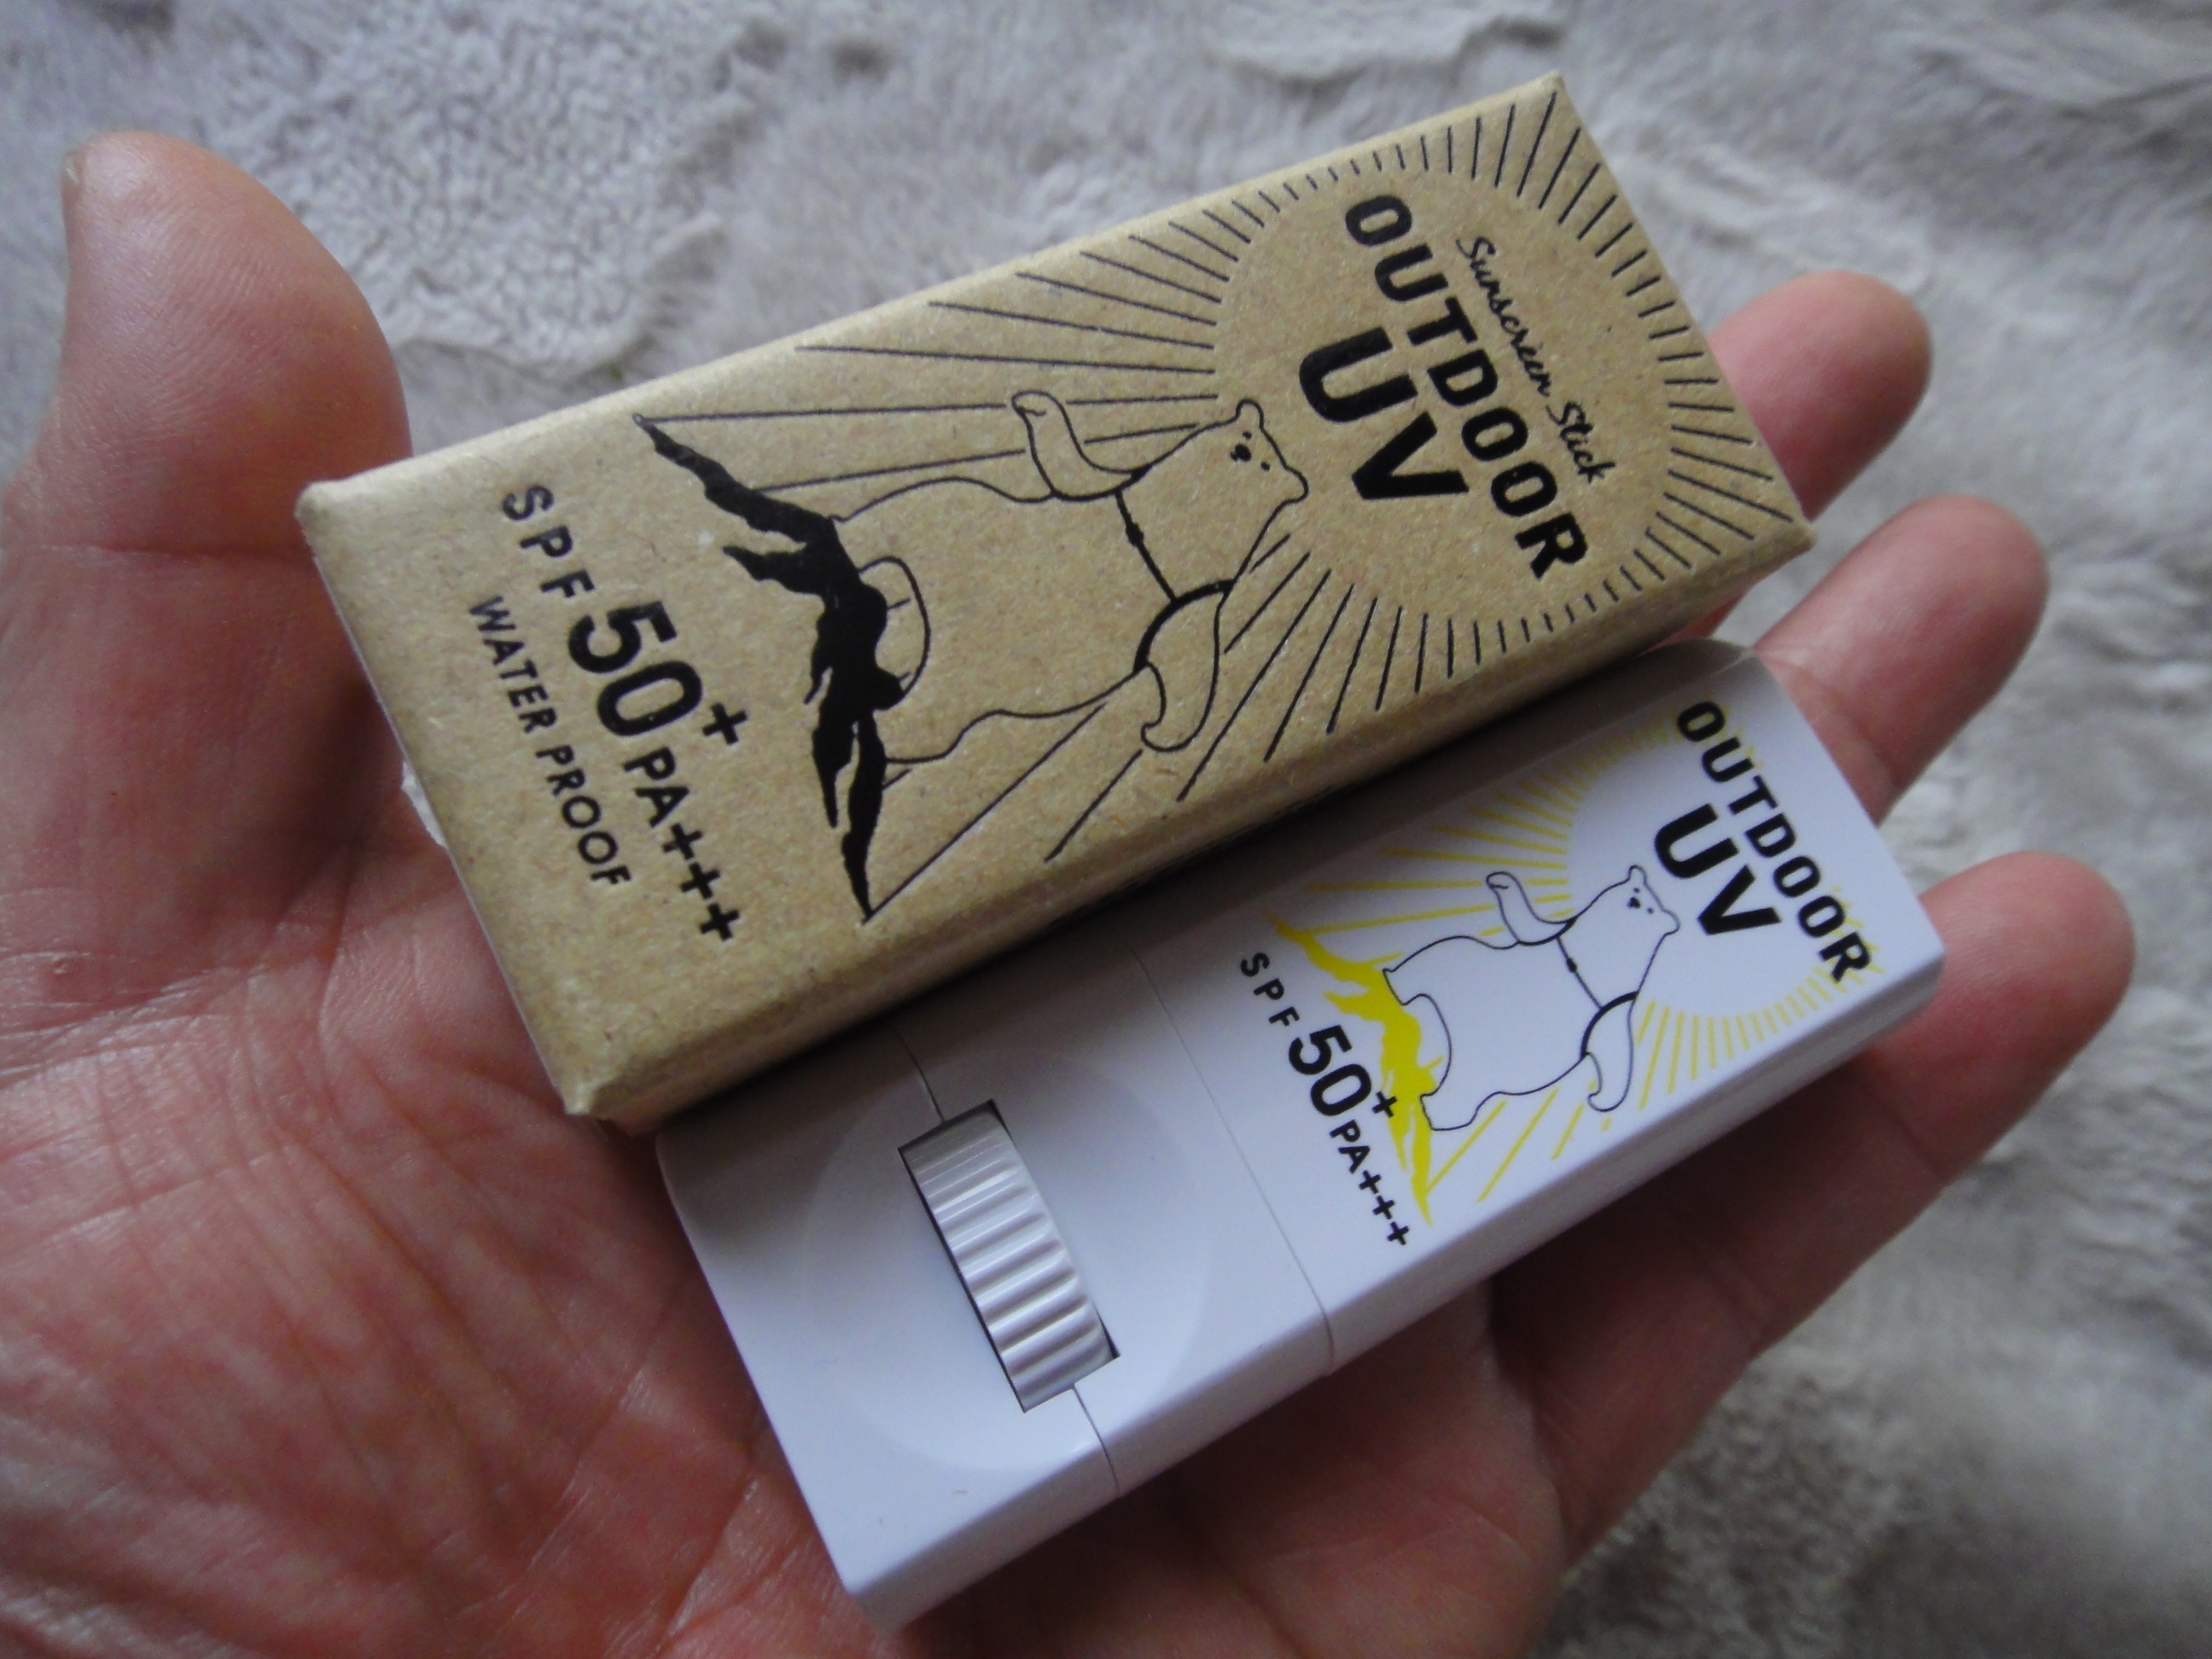 Sunscreen Stick
OUTDOOR
UV
SPF 50+ PA++++
WATER PROOF
OUTDOOR
UV
SPF 50+ PA++++